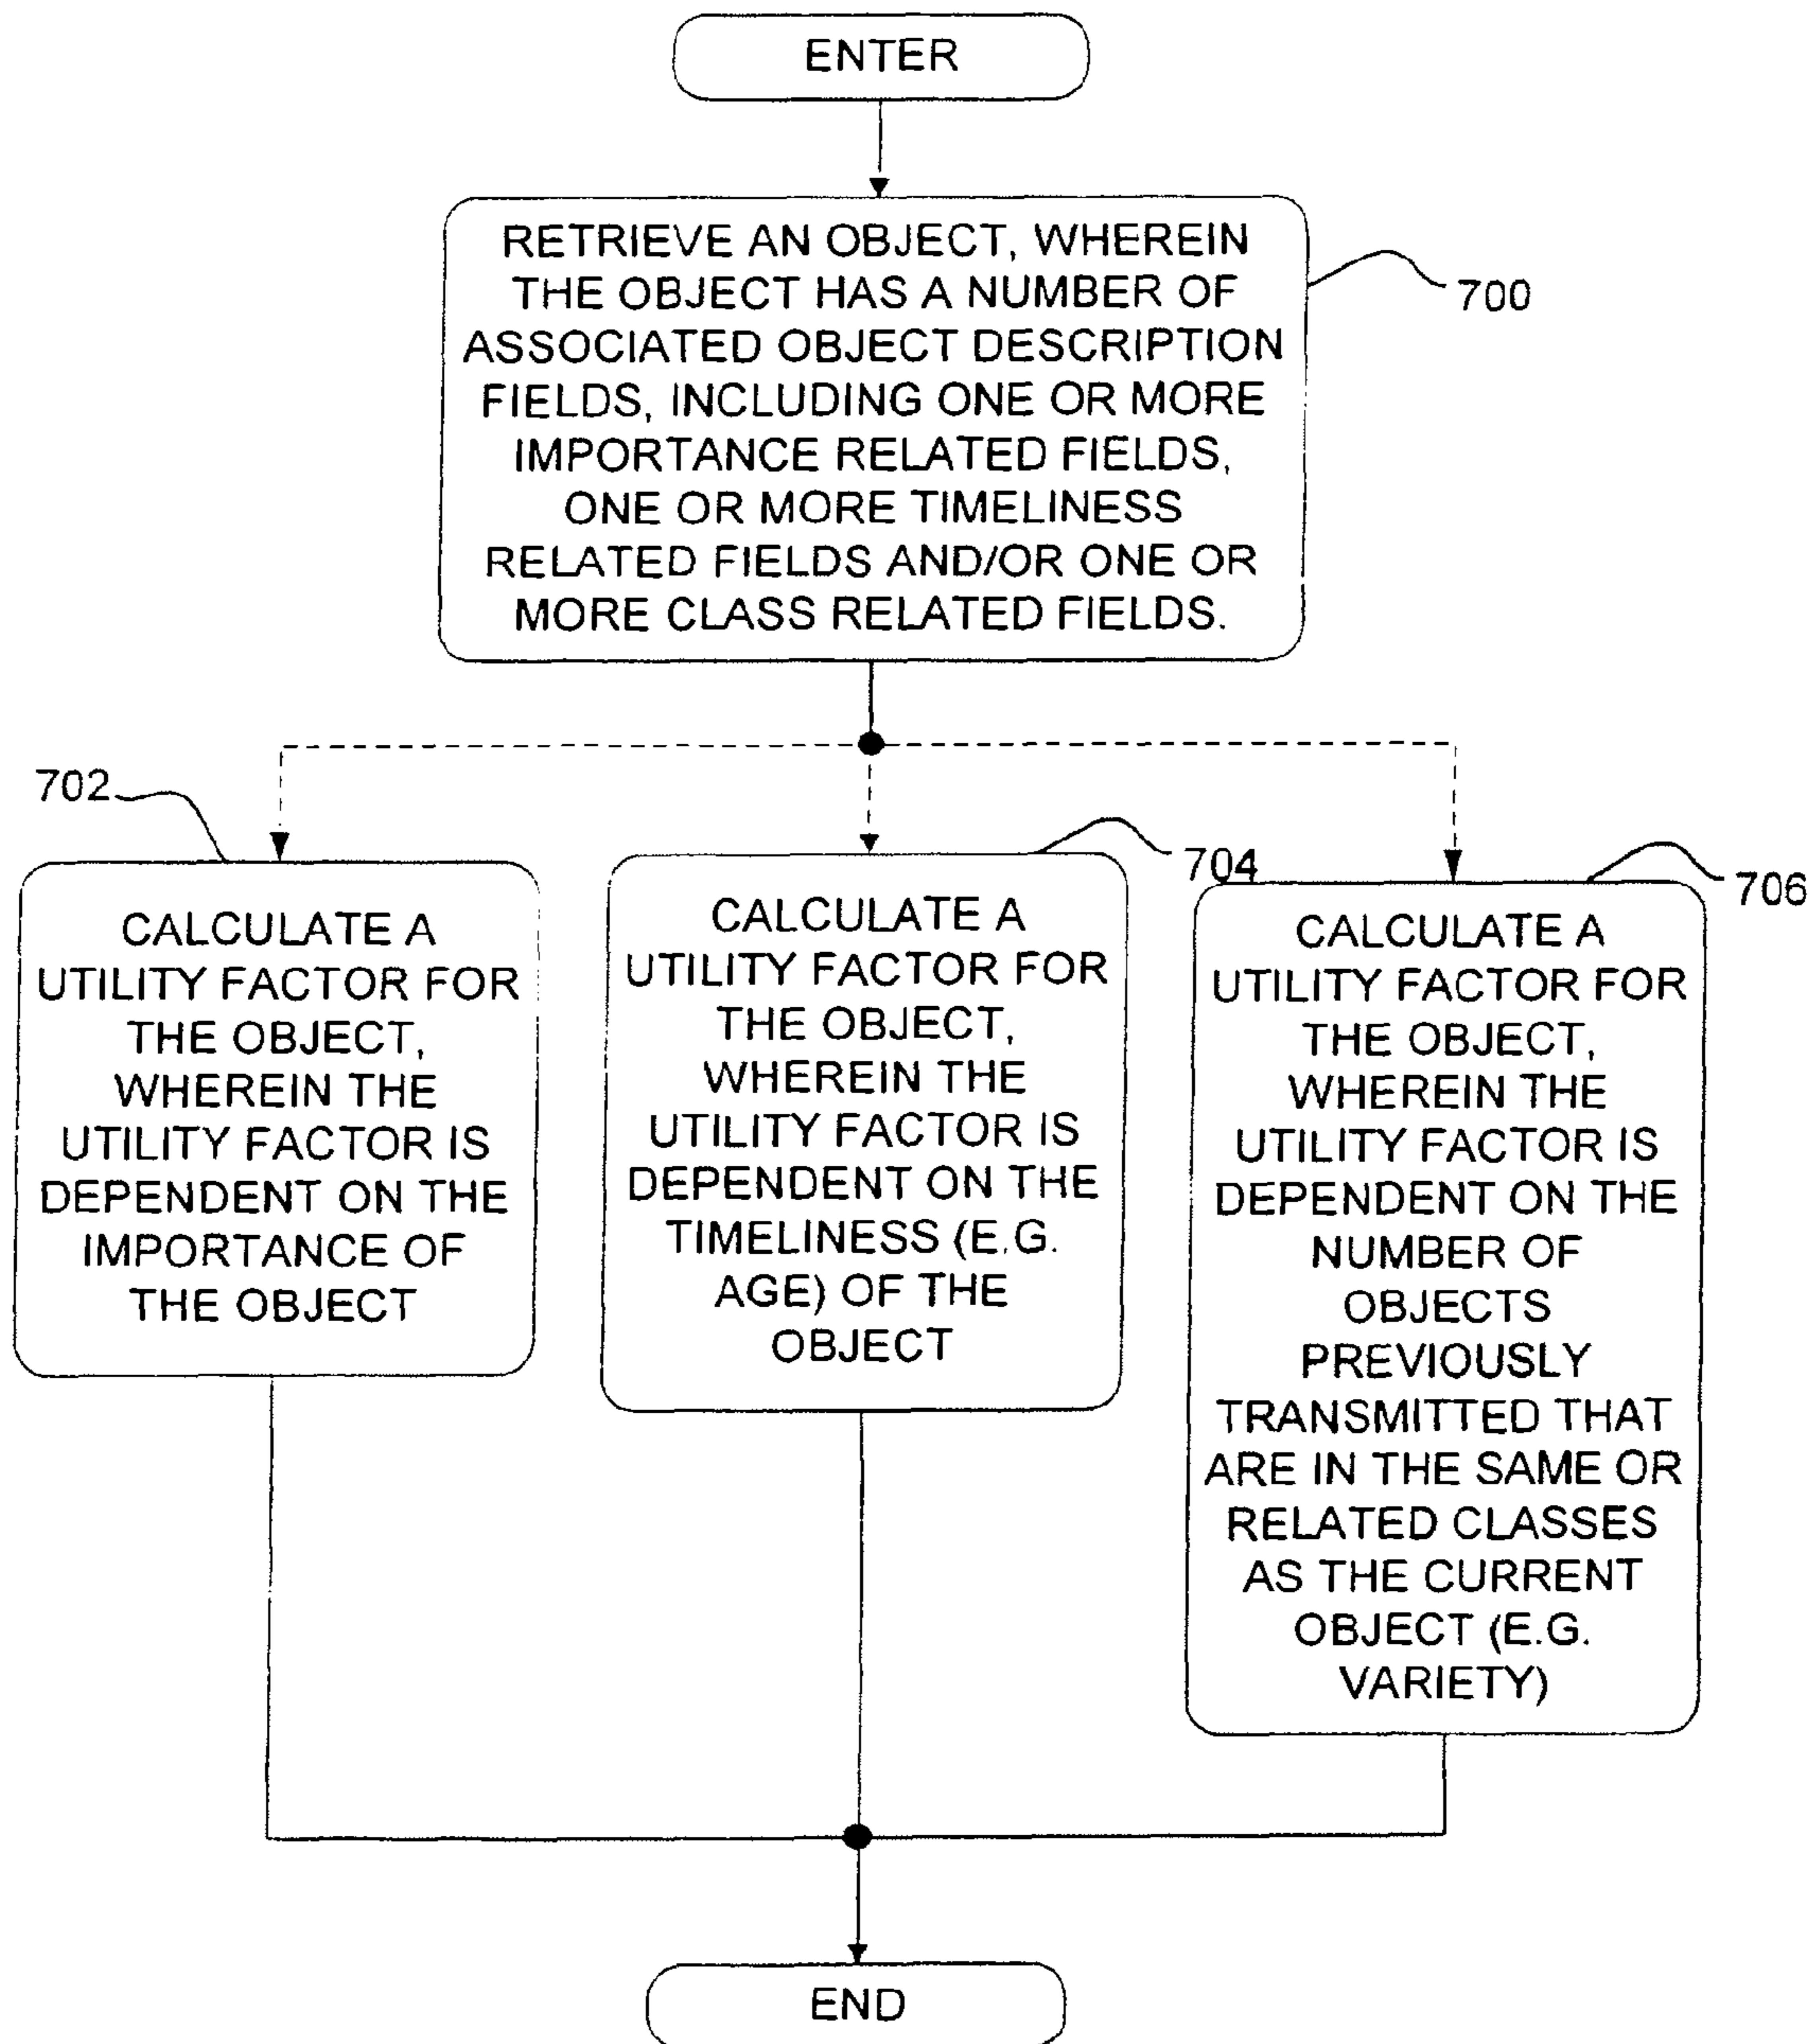 ENTER
RETRIEVE AN OBJECT, WHEREIN
THE OBJECT HAS A NUMBER OF
ASSOCIATED OBJECT DESCRIPTION
FIELDS, INCLUDING ONE OR MORE
IMPORTANCE RELATED FIELDS,
ONE OR MORE TIMELINESS
RELATED FIELDS AND/OR ONE OR
MORE CLASS RELATED FIELDS.
700
702
CALCULATE A
UTILITY FACTOR FOR
THE OBJECT,
WHEREIN THE
UTILITY FACTOR IS
DEPENDENT ON THE
IMPORTANCE OF
THE OBJECT
704
CALCULATE A
UTILITY FACTOR FOR
THE OBJECT,
WHEREIN THE
UTILITY FACTOR IS
DEPENDENT ON THE
TIMELINESS (E.G.
AGE) OF THE
OBJECT
706
CALCULATE A
UTILITY FACTOR FOR
THE OBJECT,
WHEREIN THE
UTILITY FACTOR IS
DEPENDENT ON THE
NUMBER OF
OBJECTS
PREVIOUSLY
TRANSMITTED THAT
ARE IN THE SAME OR
RELATED CLASSES
AS THE CURRENT
OBJECT (E.G.
VARIETY)
END